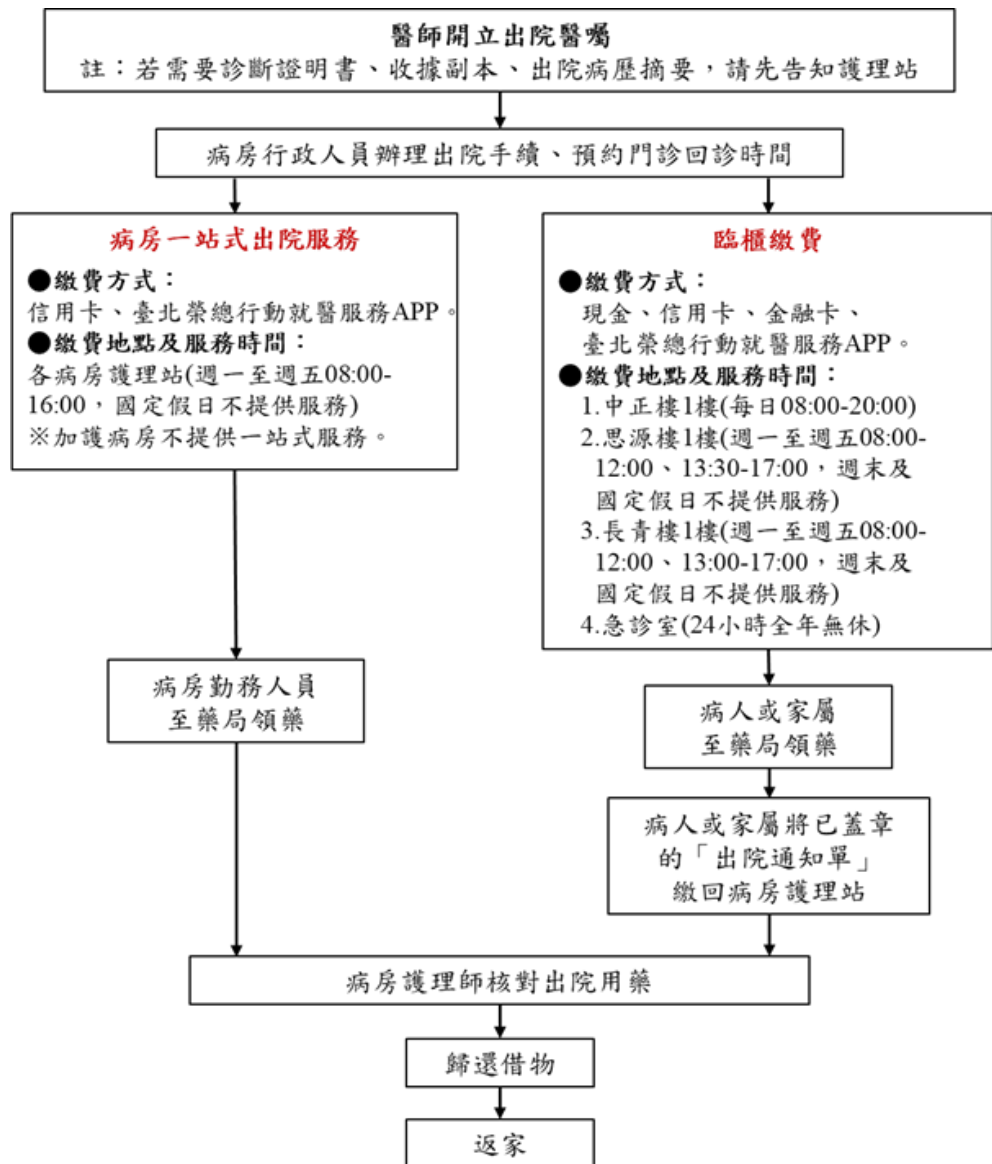 醫師開立出院醫囑
註：若需要診斷證明書、收據副本、出院病歷摘要，請先告知護理站
病房行政人員辦理出院手續、預約門診回診時間
病房一站式出院服務
●繳費方式：
信用卡、臺北榮總行動就醫服務APP。
●繳費地點及服務時間：
各病房護理站(週一至週五08:00-
16:00，國定假日不提供服務)
※加護病房不提供一站式服務。
病房勤務人員
至藥局領藥
臨櫃繳費
●繳費方式：
現金、信用卡、金融卡、
臺北榮總行動就醫服務APP。
●繳費地點及服務時間：
1.中正樓1樓(每日08:00-20:00)
2.思源樓1樓(週一至週五08:00-
12:00、13:30-17:00，週末及
國定假日不提供服務)
3.長青樓1樓(週一至週五08:00-
12:00、13:00-17:00，週末及
國定假日不提供服務)
4.急診室(24小時全年無休)
病人或家屬
至藥局領藥
病人或家屬將已蓋章
的「出院通知單」
繳回病房護理站
病房護理師核對出院用藥
歸還借物
返家